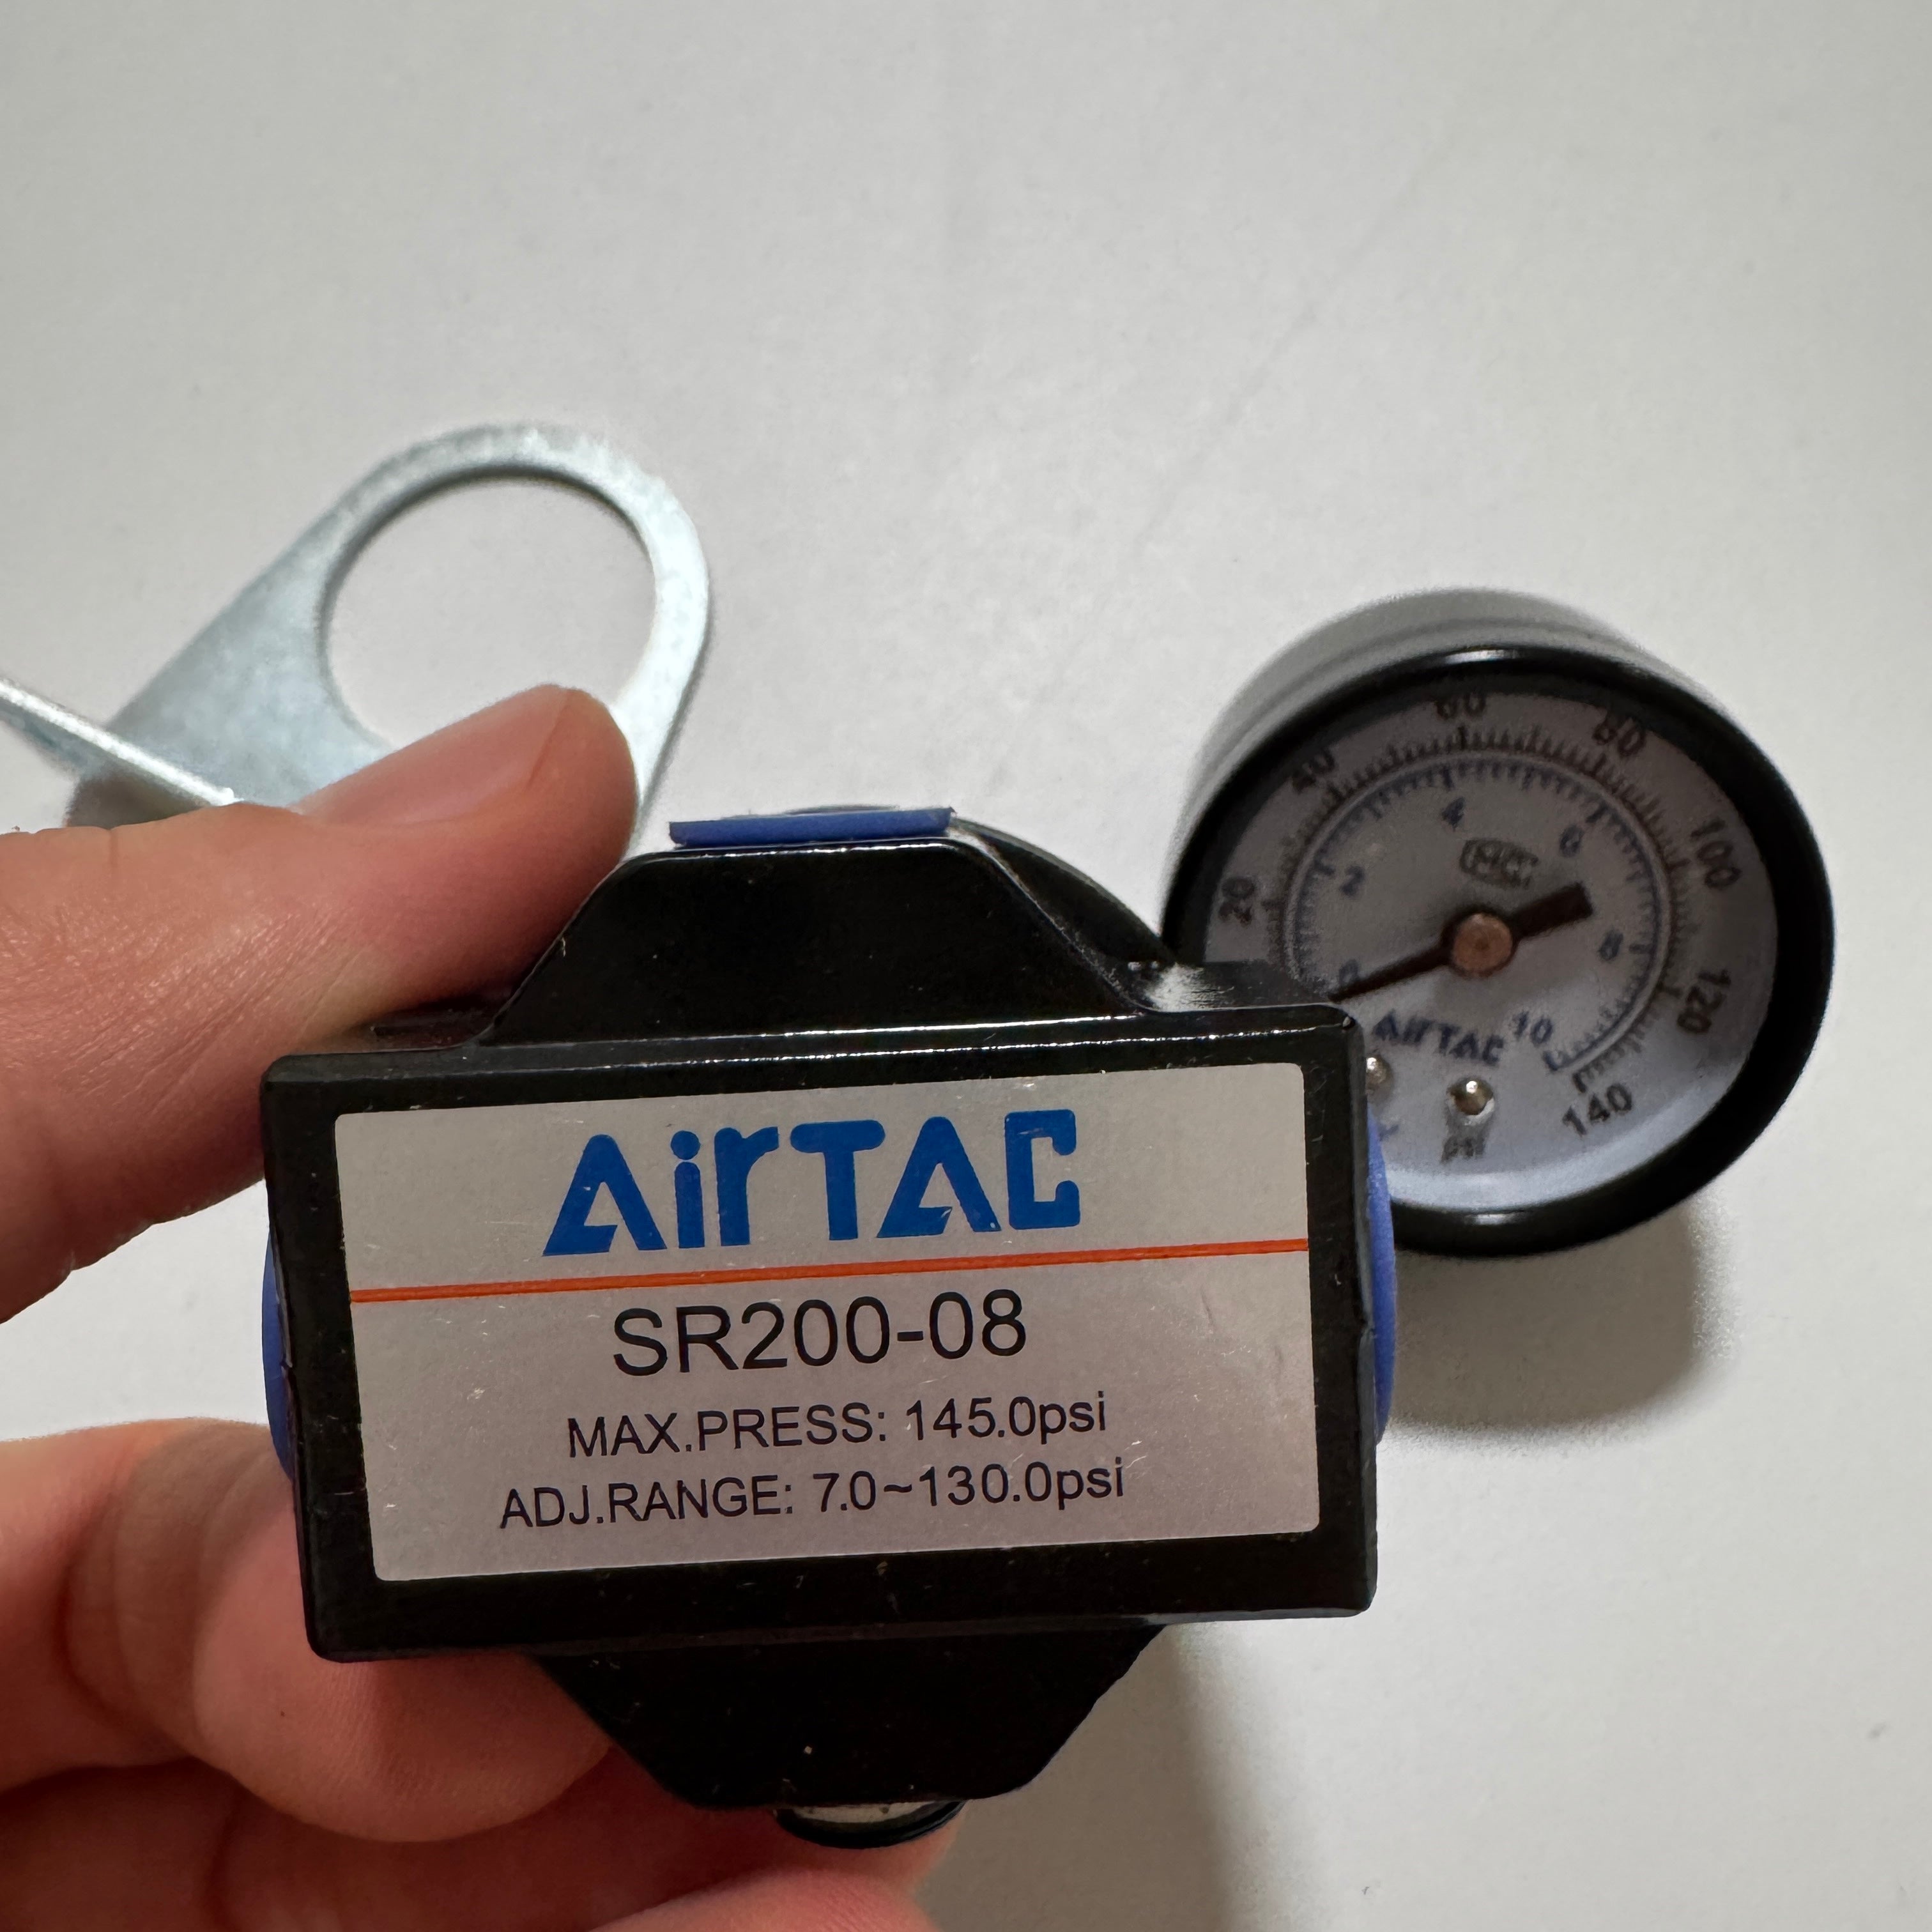 AirTAC
SR200-08
MAX.PRESS: 145.0psi
ADJ.RANGE: 7.0~130.0psi
20
40
60
80
100
120
140
0
2
4
6
8
10
MC
AirTAC
psi